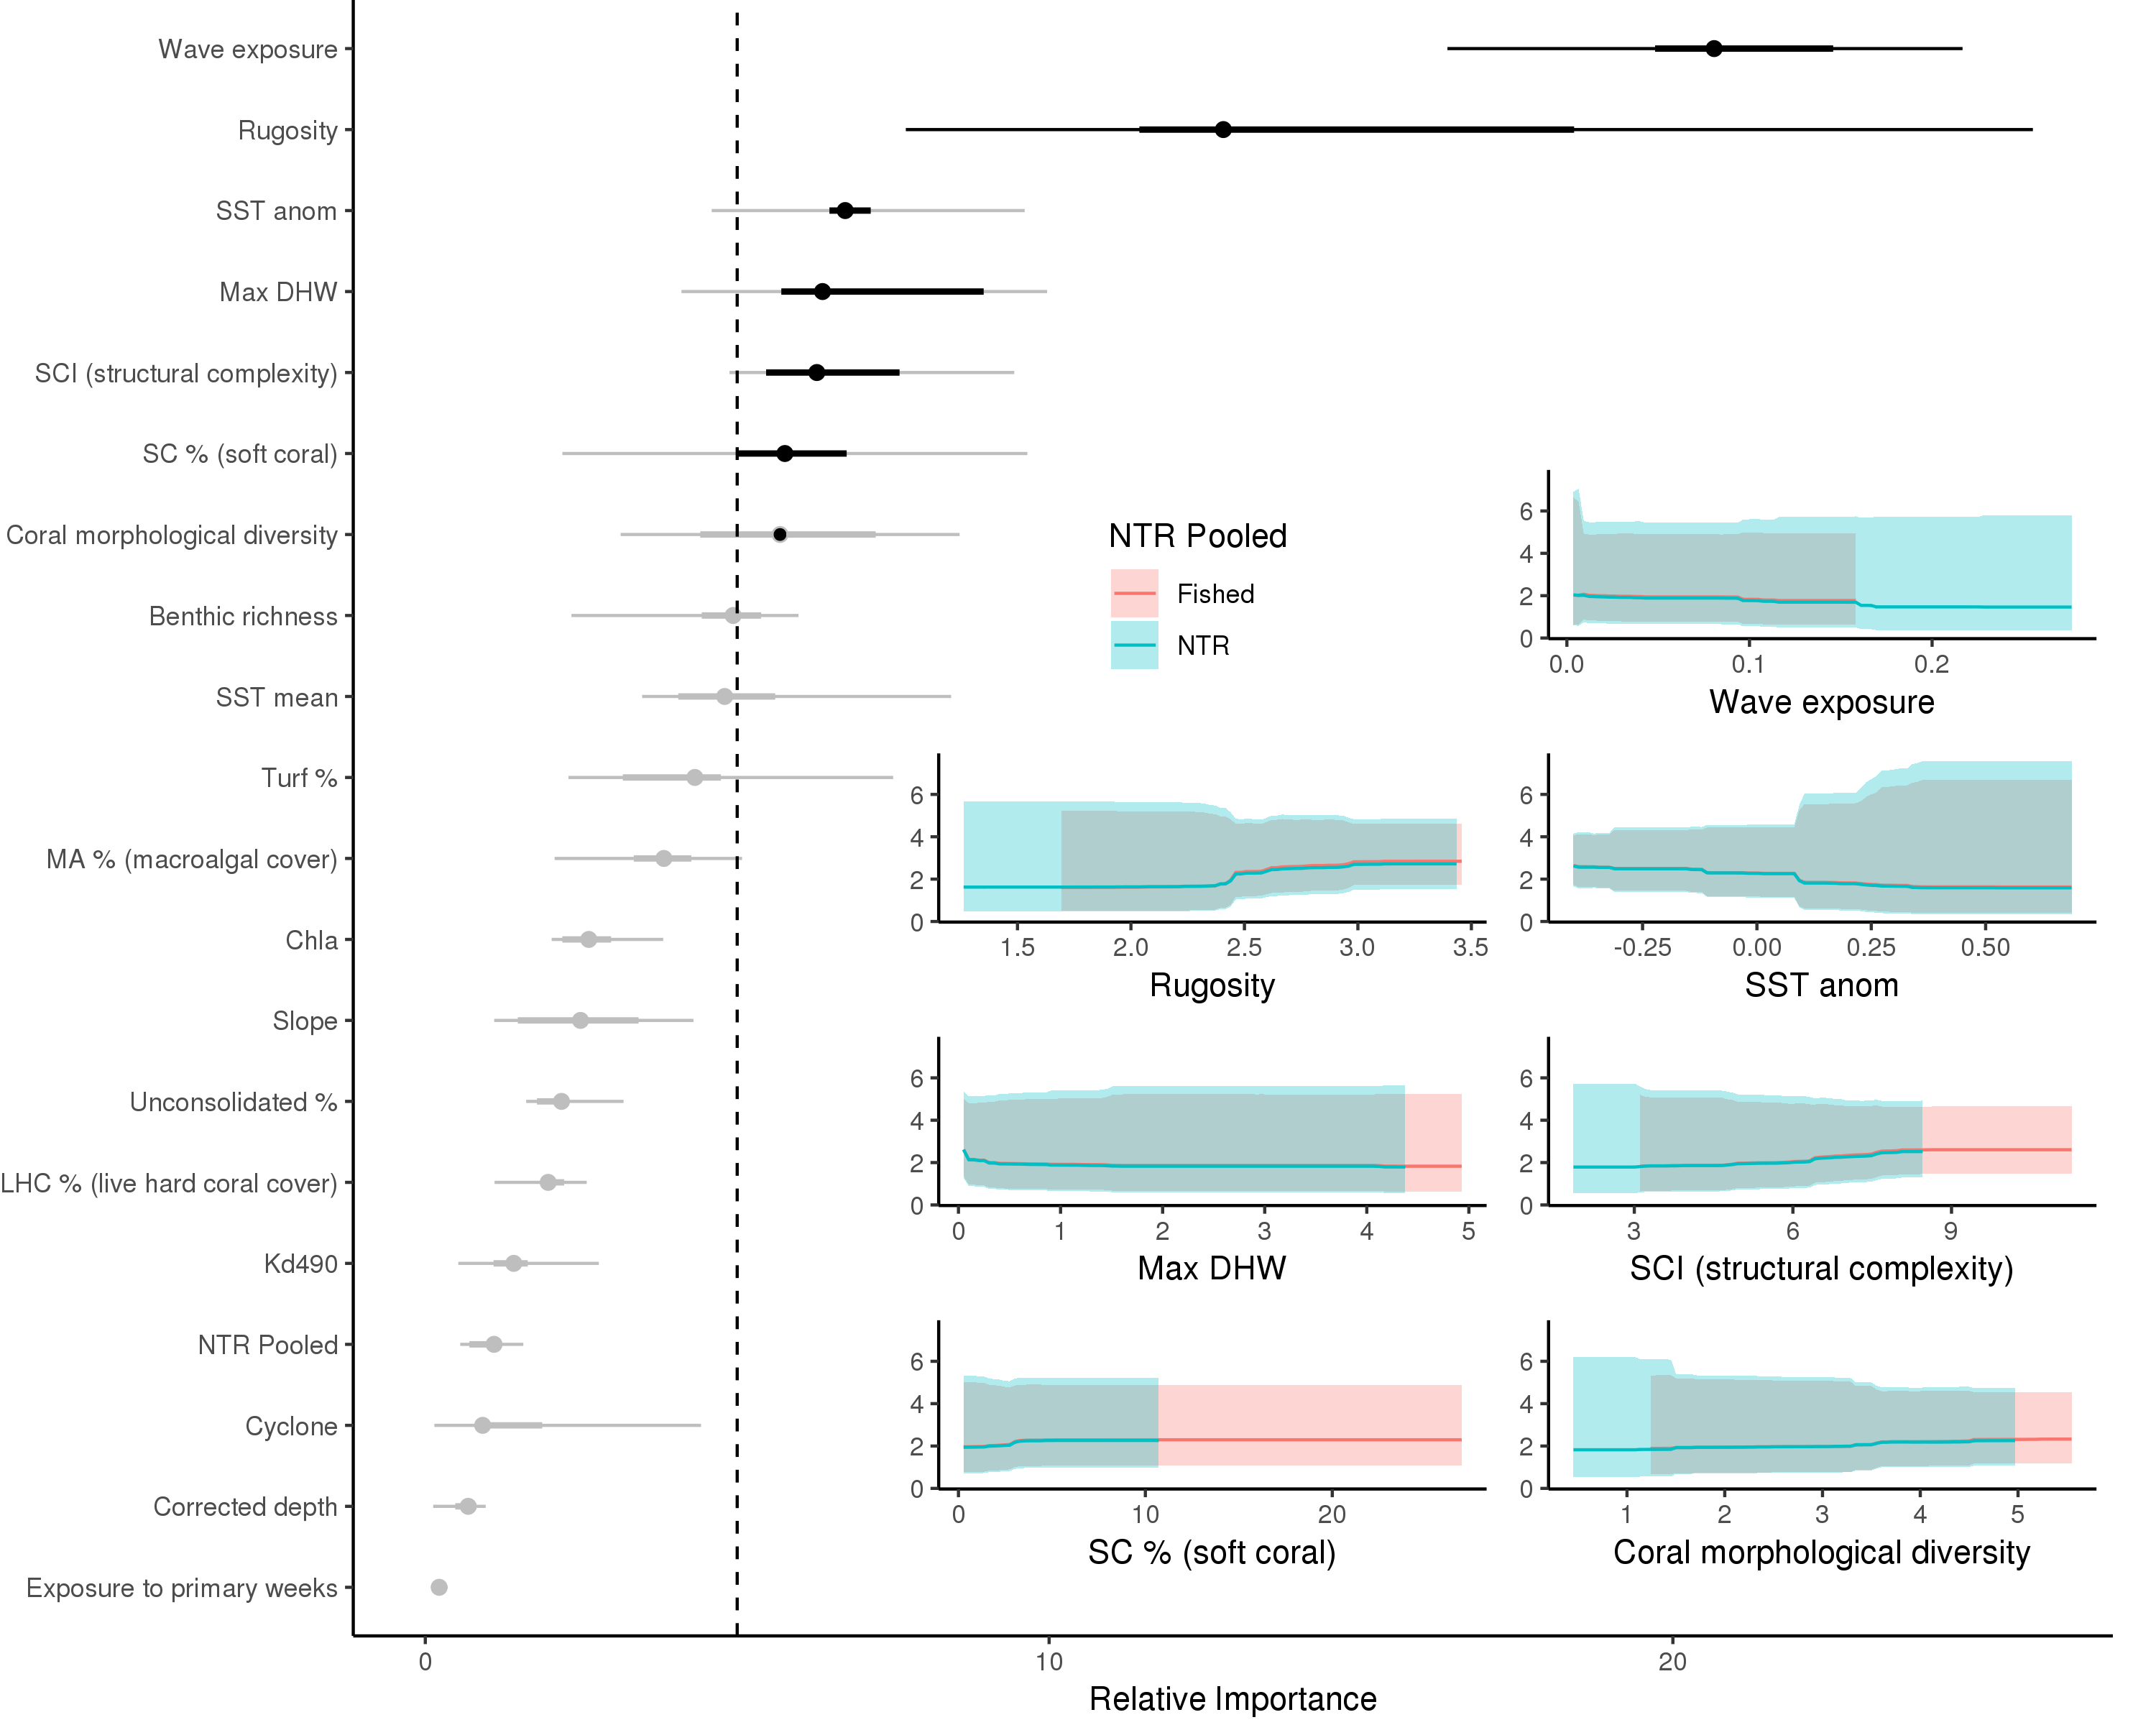 Wave exposure
Rugosity
SST anom
Max DHW
SCI (structural complexity)
SC % (soft coral)
Coral morphological diversity
Benthic richness
SST mean
Turf %
MA % (macroalgal cover)
Chla
Slope
Unconsolidated %
LHC % (live hard coral cover)
Kd490
NTR Pooled
Cyclone
Corrected depth
Exposure to primary weeks
0 10 20
Relative Importance
NTR Pooled
Fished
NTR
6
4
2
0
0.0 0.1 0.2
Wave exposure
6
4
2
0
1.5 2.0 2.5 3.0 3.5
Rugosity
6
4
2
0
-0.25 0.00 0.25 0.50
SST anom
6
4
2
0
0 1 2 3 4 5
Max DHW
6
4
2
0
3 6 9
SCI (structural complexity)
6
4
2
0
0 10 20
SC % (soft coral)
6
4
2
0
1 2 3 4 5
Coral morphological diversity